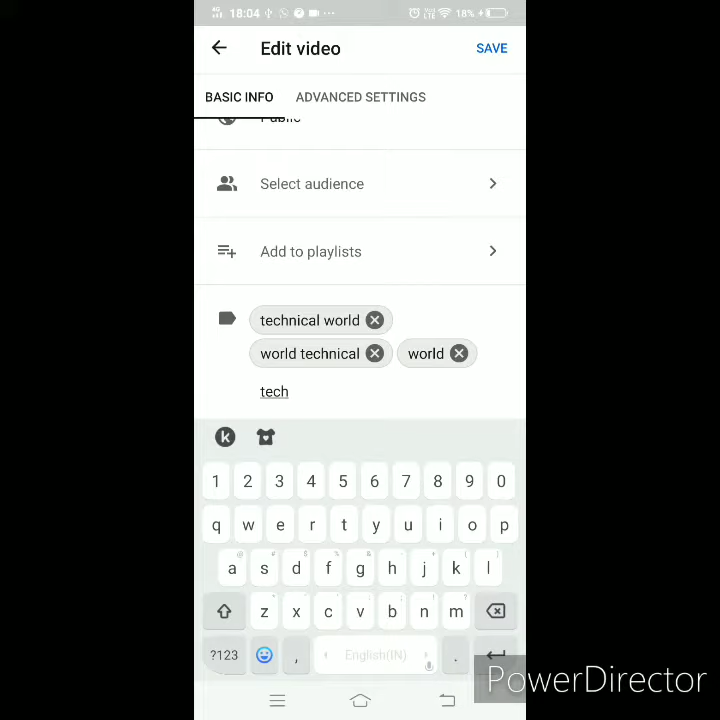 18:04 18%
Edit video SAVE
BASIC INFO ADVANCED SETTINGS
Public
Select audience
Add to playlists
technical world
world technical world
tech
1 2 3 4 5 6 7 8 9 0
q w e r t y u i o p
a s d f g h j k l
z x c v b n m
?123 , English(IN) .
PowerDirector